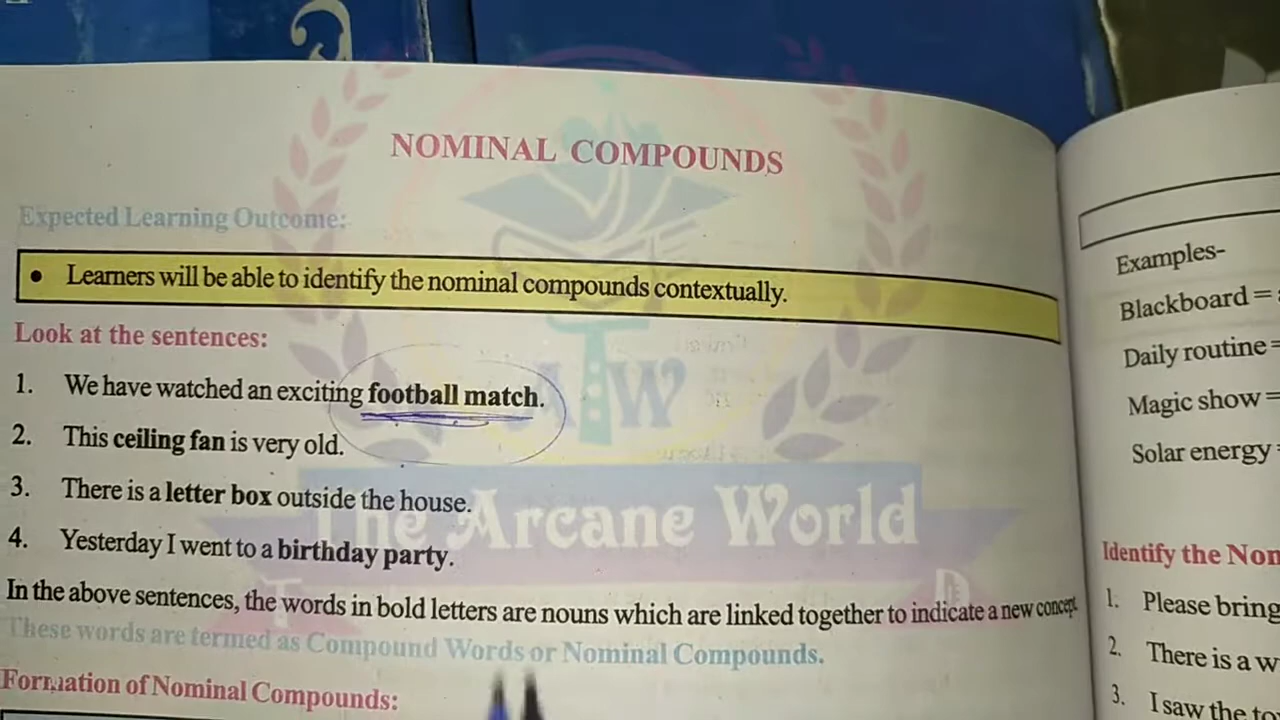 NOMINAL COMPOUNDS
Expected Learning Outcome:
• Learners will be able to identify the nominal compounds contextually.
Look at the sentences:
1. We have watched an exciting football match.
2. This ceiling fan is very old.
3. There is a letter box outside the house.
4. Yesterday I went to a birthday party.
In the above sentences, the words in bold letters are nouns which are linked together to indicate a new concept
These words are termed as Compound Words or Nominal Compounds.
Formation of Nominal Compounds:
AW
The Arcane World
Examples-
Blackboard =
Daily routine =
Magic show =
Solar energy
Identify the
1. Please bring
2. There is a
3. I saw the